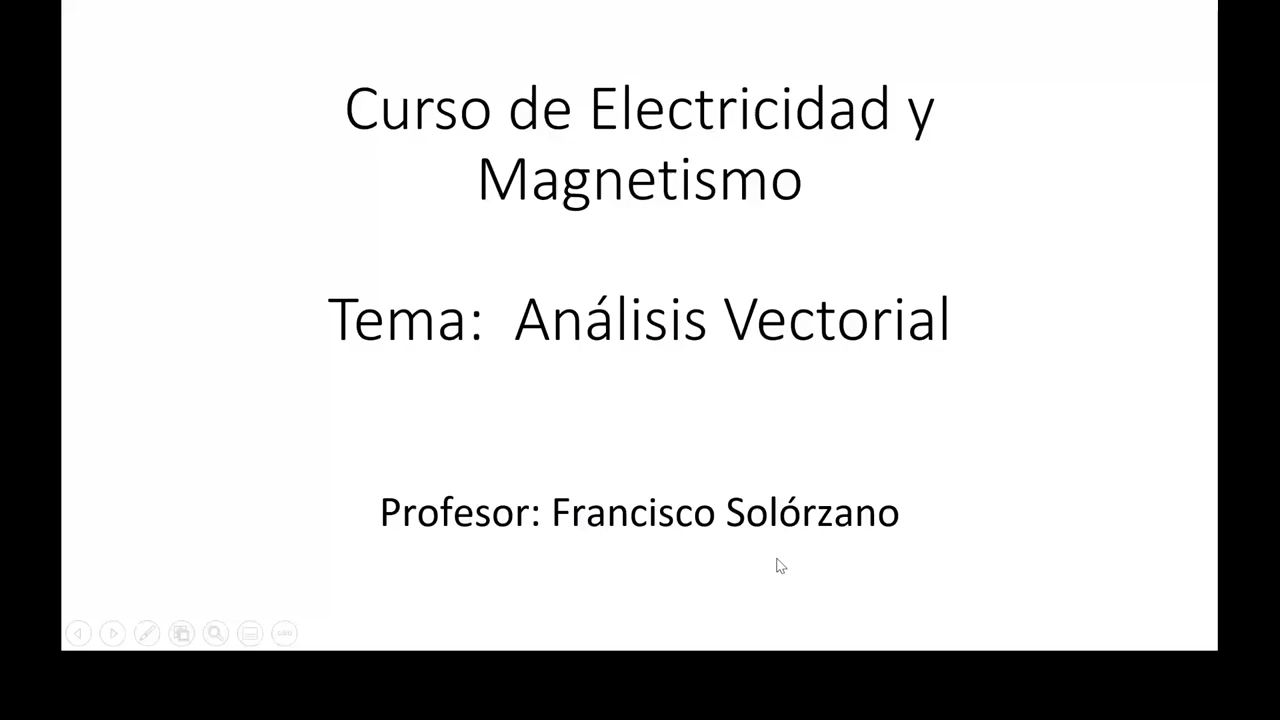 Curso de Electricidad y
Magnetismo
Tema: Análisis Vectorial
Profesor: Francisco Solórzano